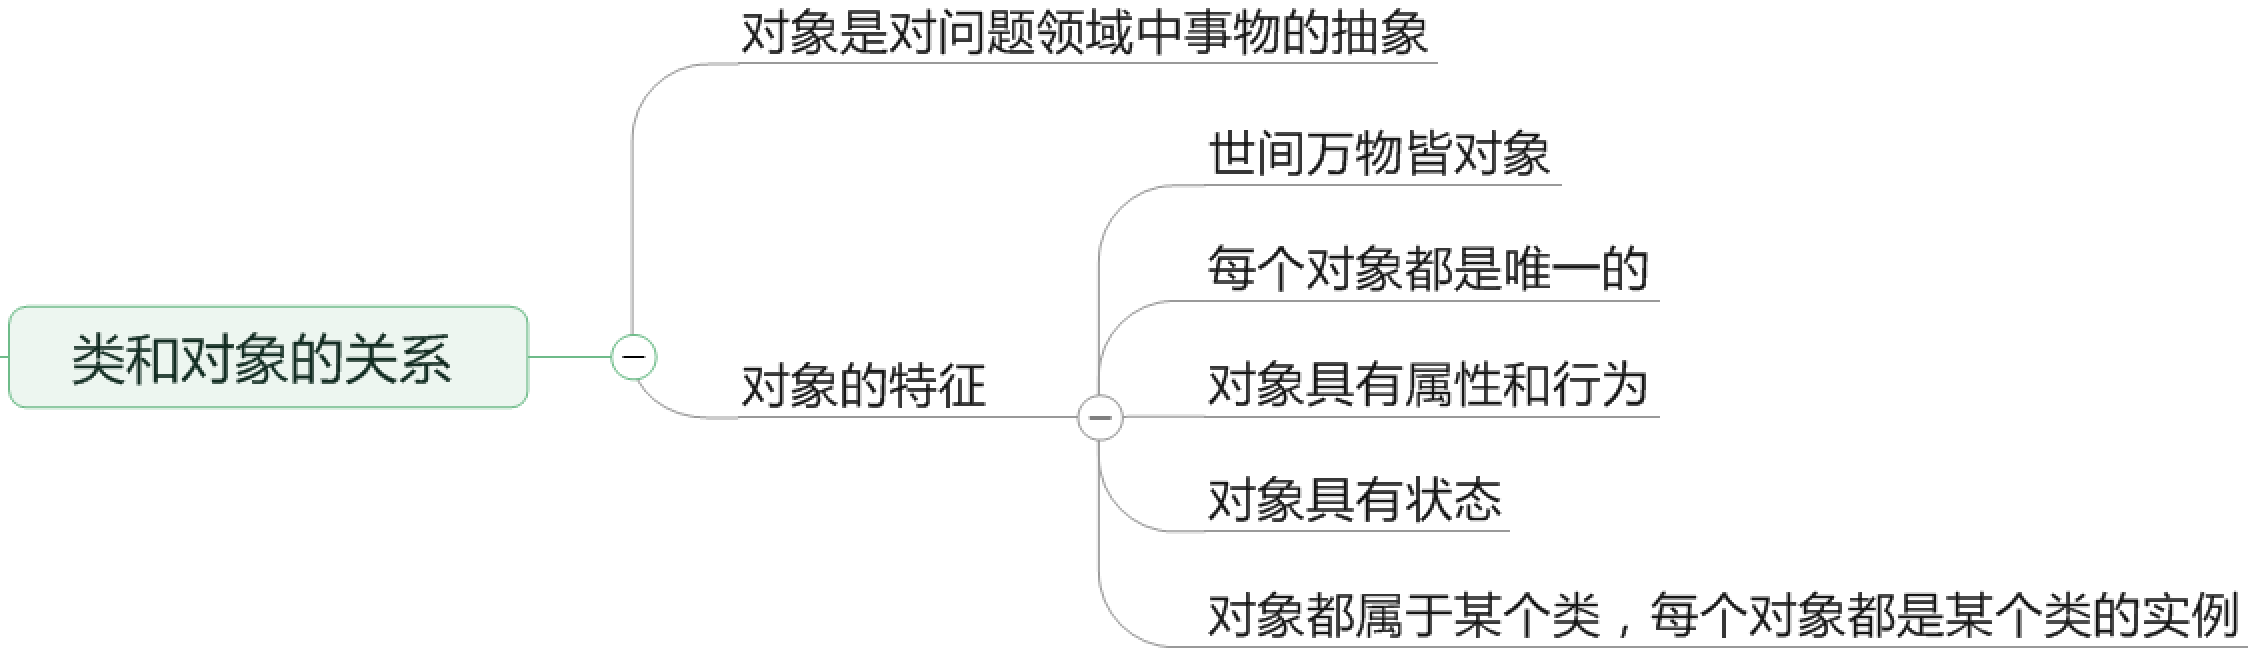 对象是对问题领域中事物的抽象
世间万物皆对象
每个对象都是唯一的
类和对象的关系
对象的特征
对象具有属性和行为
对象具有状态
对象都属于某个类，每个对象都是某个类的实例